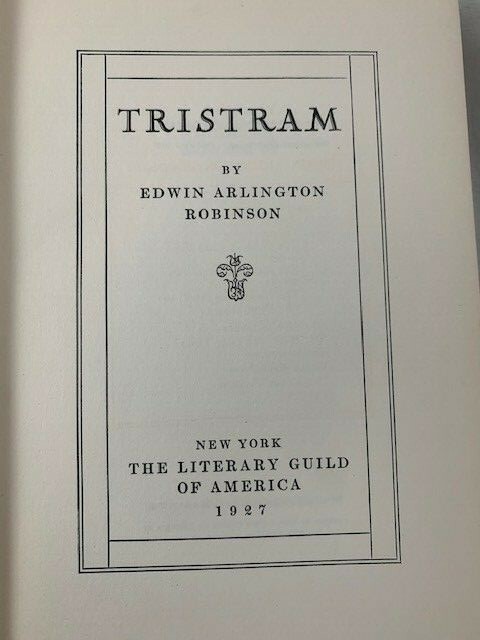 TRISTRAM
BY
EDWIN ARLINGTON
ROBINSON
NEW YORK
THE LITERARY GUILD
OF AMERICA
1927